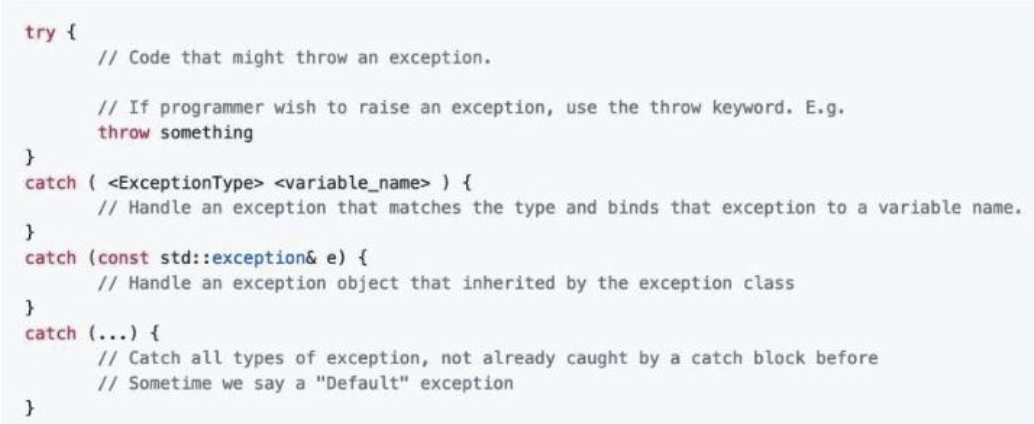 try {
// Code that might throw an exception.
// If programmer wish to raise an exception, use the throw keyword. E.g.
throw something
}
catch ( <ExceptionType> <variable_name> ) {
// Handle an exception that matches the type and binds that exception to a variable name.
}
catch (const std::exception& e) {
// Handle an exception object that inherited by the exception class
}
catch (...) {
// Catch all types of exception, not already caught by a catch block before
// Sometime we say a "Default" exception
}